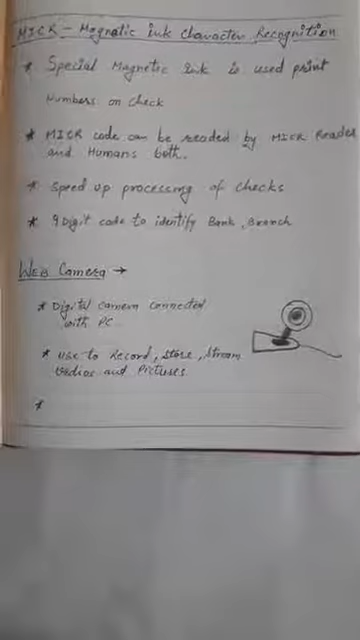 MICR - Magnatic Ink Character Recognition
* Special Magnetic Ink is used print
Numbers on check
* MICR code can be readed by MICR Reader
and Humans both.
* Speed up processing of checks
* 9 Digit code to identify Bank, Branch
WEB Camera →
* Digital camera connected
with PC.
* Use to Record, Store, Stream
Vedios and Pictures
*